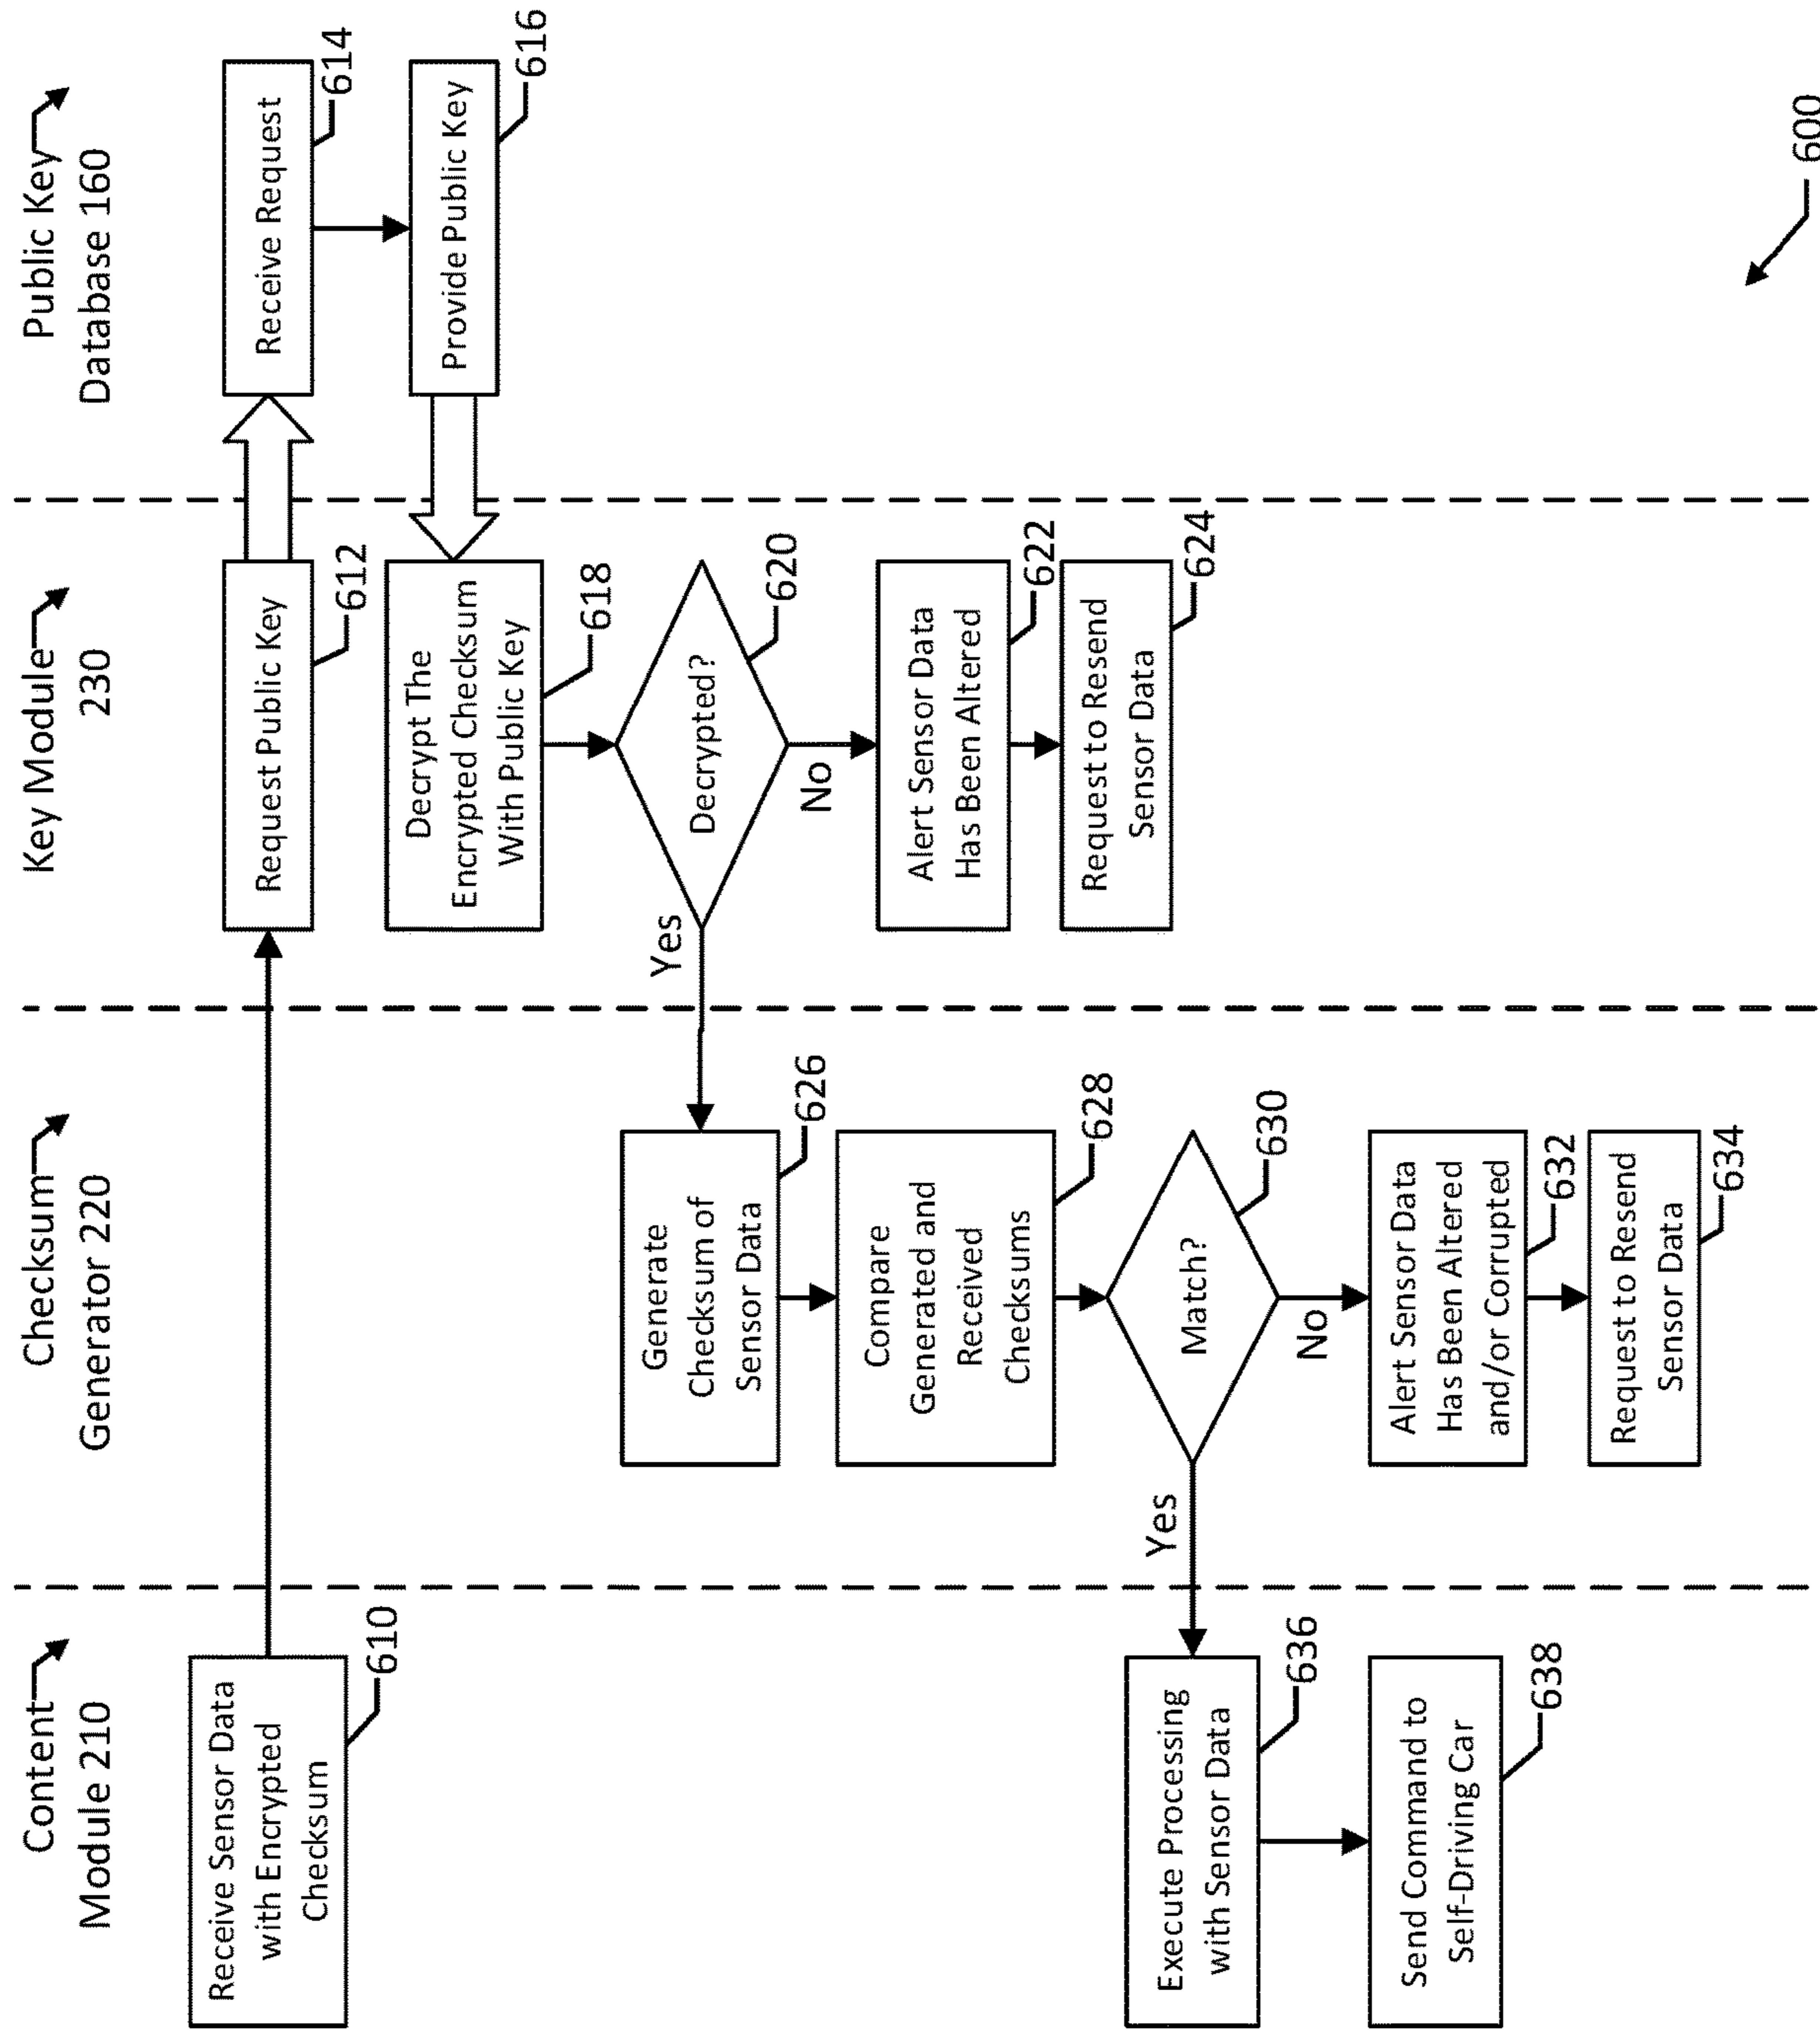 Content
Module 210
Checksum
Generator 220
Key Module
230
Public Key
Database 160
Receive Sensor Data
with Encrypted
Checksum
610
Request Public Key
612
Receive Request
614
Provide Public Key
616
Decrypt The
Encrypted Checksum
With Public Key
618
Decrypted?
620
Yes
No
Alert Sensor Data
Has Been Altered
622
Request to Resend
Sensor Data
624
Generate
Checksum of
Sensor Data
626
Compare
Generated and
Received
Checksums
628
Match?
630
Yes
No
Alert Sensor Data
Has Been Altered
and/or Corrupted
632
Request to Resend
Sensor Data
634
Execute Processing
with Sensor Data
636
Send Command to
Self-Driving Car
638
600